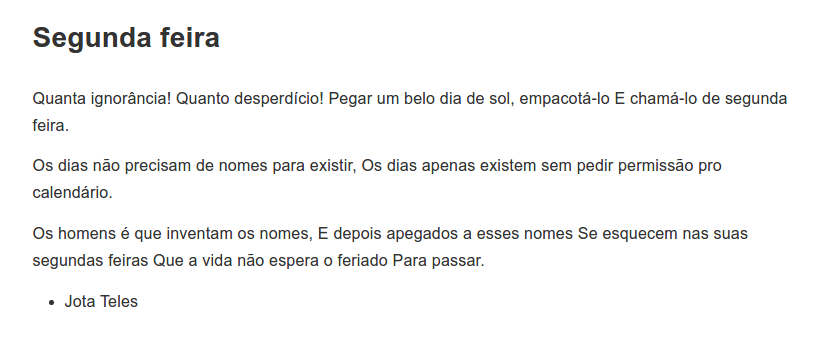 Segunda feira
Quanta ignorância! Quanto desperdício! Pegar um belo dia de sol, empacotá-lo E chamá-lo de segunda
feira.
Os dias não precisam de nomes para existir, Os dias apenas existem sem pedir permissão pro
calendário.
Os homens é que inventam os nomes, E depois apegados a esses nomes Se esquecem nas suas
segundas feiras Que a vida não espera o feriado Para passar.
• Jota Teles